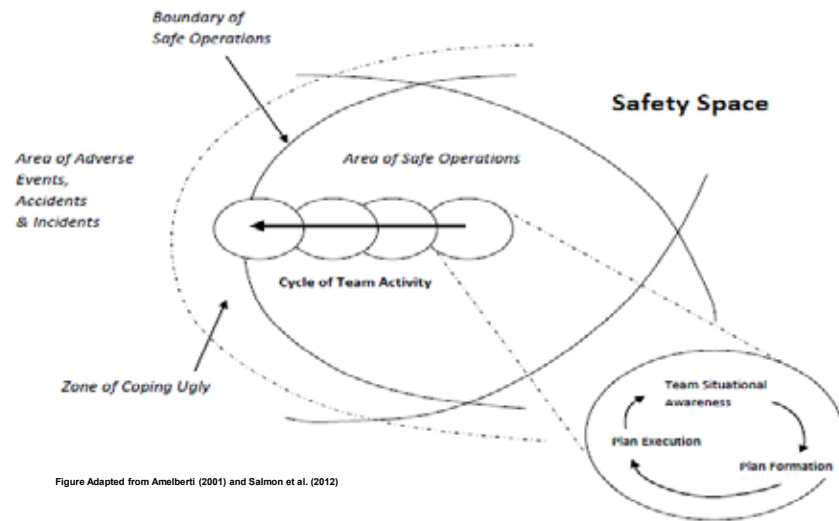 Boundary of
Safe Operations
Safety Space
Area of Adverse
Events,
Accidents
& Incidents
Area of Safe Operations
Cycle of Team Activity
Zone of Coping Ugly
Team Situational
Awareness
Plan Execution
Plan Formation
Figure Adapted from Amelberti (2001) and Salmon et al. (2012)